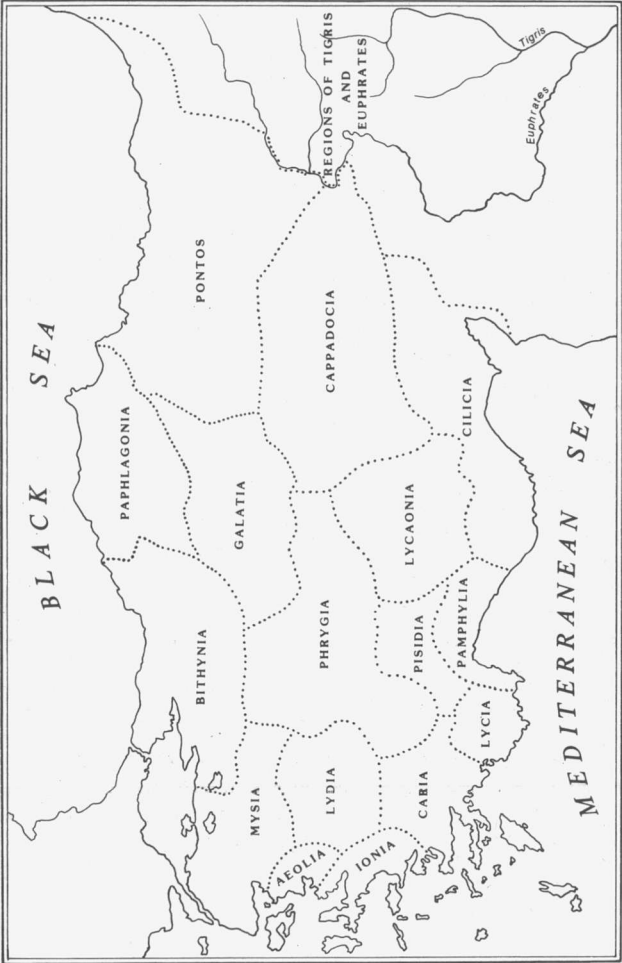 BLACK SEA
REGIONS OF TIGRIS
AND
EUPHRATES
Tigris
Euphrates
PONTOS
PAPHLAGONIA
CAPPADOCIA
GALATIA
CILICIA
LYCAONIA
BITHYNIA
PHRYGIA
PISIDIA
PAMPHYLIA
LYCIA
MYSIA
LYDIA
CARIA
AEOLIA
IONIA
MEDITERRANEAN SEA